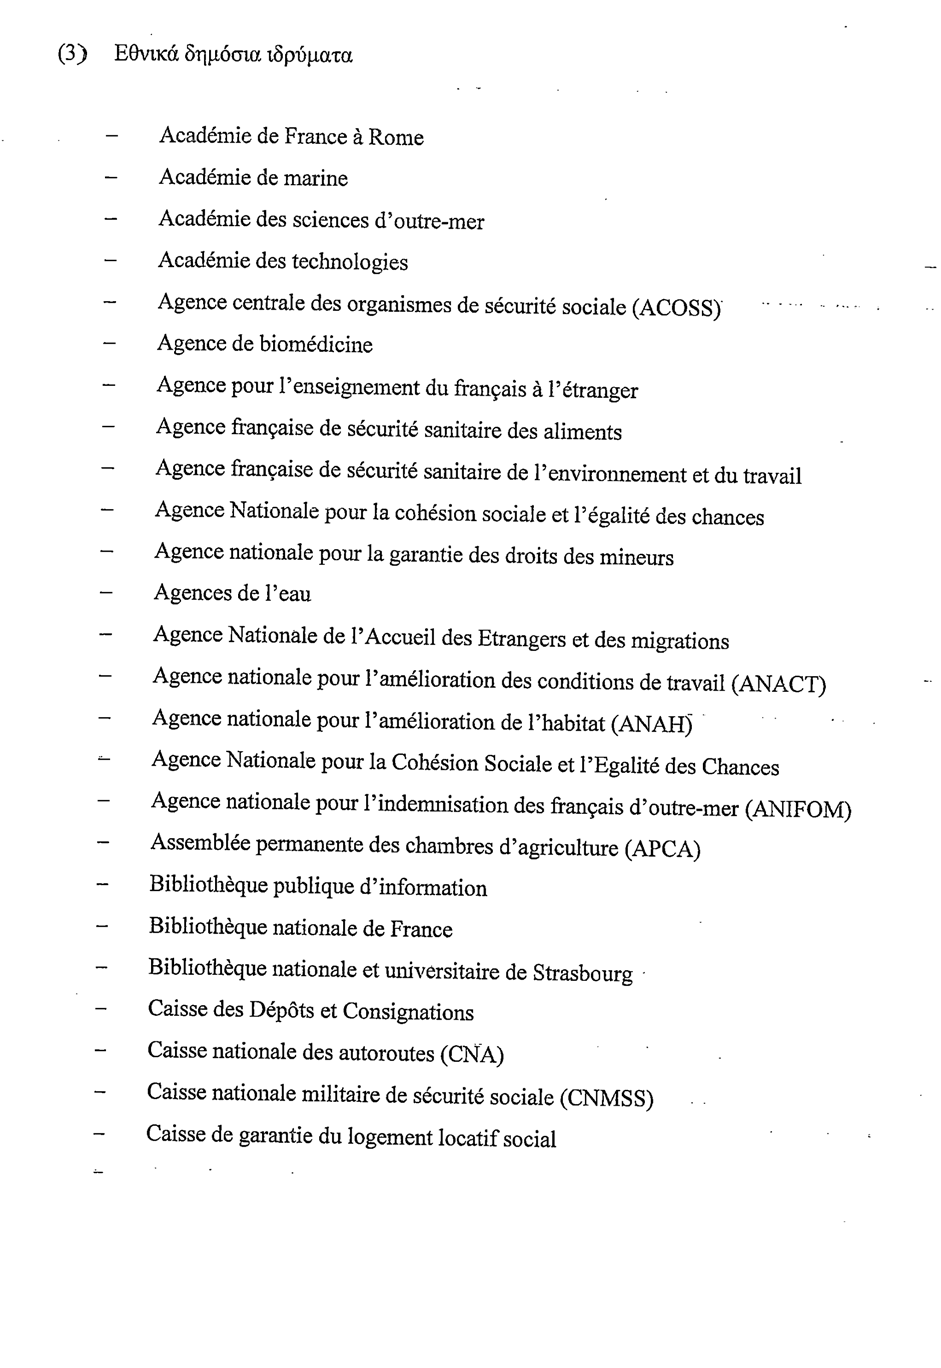 (3) Εθνικά δημόσια ιδρύματα
– Académie de France à Rome
– Académie de marine
– Académie des sciences d’outre-mer
– Académie des technologies
– Agence centrale des organismes de sécurité sociale (ACOSS)
– Agence de biomédicine
– Agence pour l’enseignement du français à l’étranger
– Agence française de sécurité sanitaire des aliments
– Agence française de sécurité sanitaire de l’environnement et du travail
– Agence Nationale pour la cohésion sociale et l’égalité des chances
– Agence nationale pour la garantie des droits des mineurs
– Agences de l’eau
– Agence Nationale de l’Accueil des Etrangers et des migrations
– Agence nationale pour l’amélioration des conditions de travail (ANACT)
– Agence nationale pour l’amélioration de l’habitat (ANAH)
– Agence Nationale pour la Cohésion Sociale et l’Egalité des Chances
– Agence nationale pour l’indemnisation des français d’outre-mer (ANIFOM)
– Assemblée permanente des chambres d’agriculture (APCA)
– Bibliothèque publique d’information
– Bibliothèque nationale de France
– Bibliothèque nationale et universitaire de Strasbourg
– Caisse des Dépôts et Consignations
– Caisse nationale des autoroutes (CNA)
– Caisse nationale militaire de sécurité sociale (CNMSS)
– Caisse de garantie du logement locatif social
–